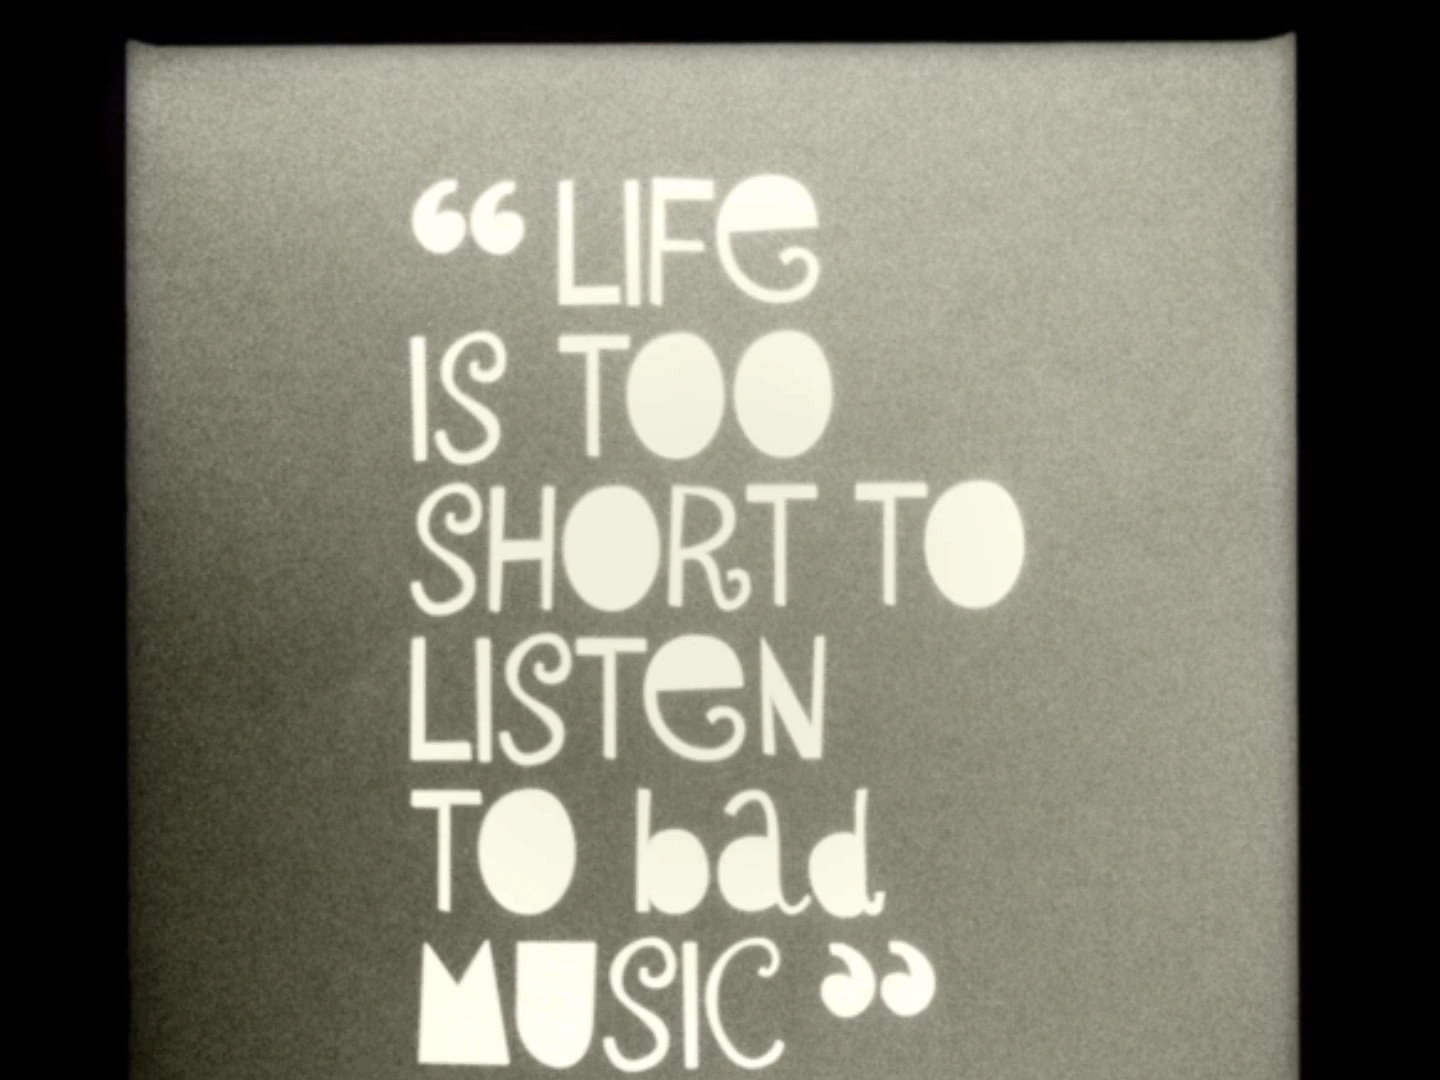 “ LIFe
IS TOO
SHORT TO
LISTeN
TO bad
MUSIC ”